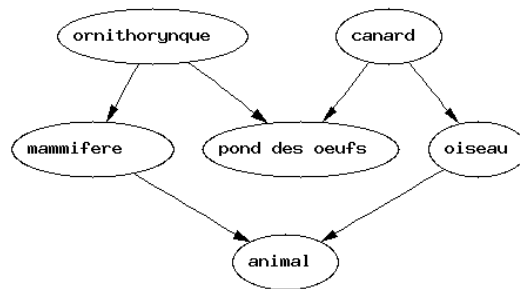 ornithorynque
canard
mammifere
pond des oeufs
oiseau
animal